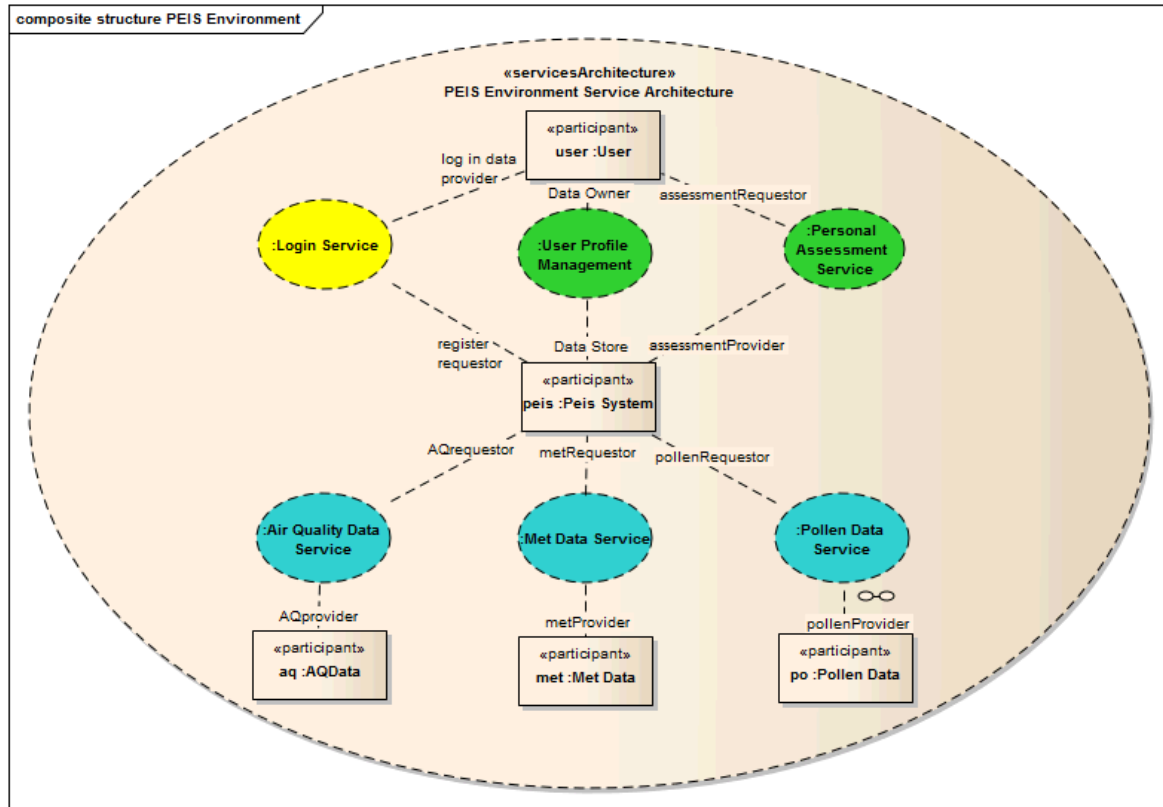 composite structure PEIS Environment
«servicesArchitecture»
PEIS Environment Service Architecture
«participant»
user :User
log in data
provider
Data Owner
assessmentRequestor
:Login Service
:User Profile
Management
:Personal
Assessment
Service
register
requestor
Data Store
assessmentProvider
«participant»
peis :Peis System
AQrequestor
metRequestor
pollenRequestor
:Air Quality Data
Service
:Met Data Service
:Pollen Data
Service
AQprovider
metProvider
pollenProvider
«participant»
aq :AQData
«participant»
met :Met Data
«participant»
po :Pollen Data